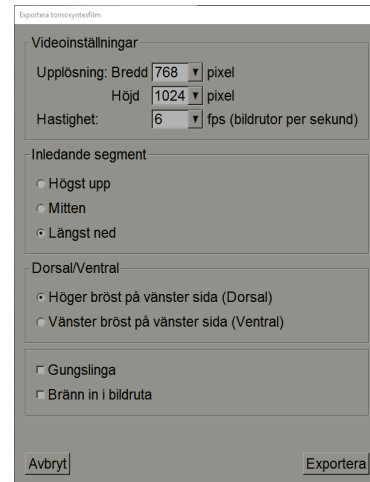 Exportera tomosyntesfilm
Videoinställningar
Upplösning: Bredd 768 pixel
Höjd 1024 pixel
Hastighet: 6 fps (bildrutor per sekund)
Inledande segment
Högst upp
Mitten
Längst ned
Dorsal/Ventral
Höger bröst på vänster sida (Dorsal)
Vänster bröst på vänster sida (Ventral)
Gungslinga
Bränn in i bildruta
Avbryt Exportera